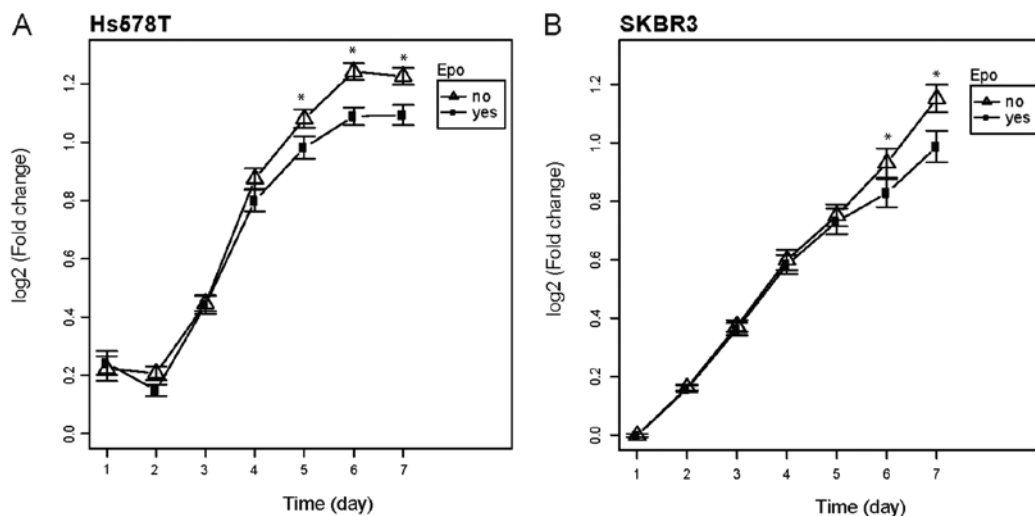 A
Hs578T
log2 (Fold change)
0.0
0.2
0.4
0.6
0.8
1.0
1.2
* * *
Epo
no
yes
1 2 3 4 5 6 7
Time (day)
B
SKBR3
log2 (Fold change)
0.0
0.2
0.4
0.6
0.8
1.0
1.2
* *
Epo
no
yes
1 2 3 4 5 6 7
Time (day)